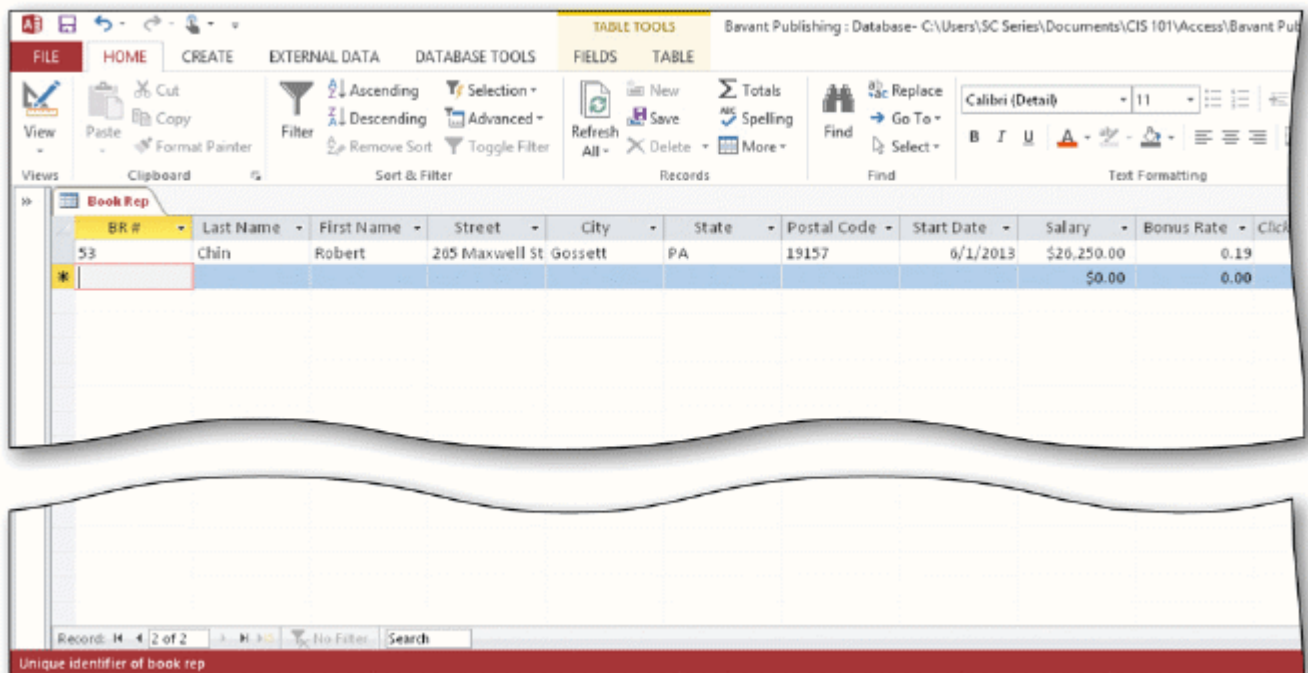 TABLE TOOLS Bavant Publishing : Database- C:\Users\SC Series\Documents\CIS 101\Access\Bavant Pub
FILE HOME CREATE EXTERNAL DATA DATABASE TOOLS FIELDS TABLE
View
Views
Paste
Cut
Copy
Format Painter
Clipboard
Filter
Ascending
Descending
Remove Sort
Selection
Advanced
Toggle Filter
Sort & Filter
Refresh
All
New
Save
Delete
Totals
Spelling
More
Records
Find
Replace
Go To
Select
Find
Calibri (Detail) 11
B I U A
Text Formatting
Book Rep
BR # Last Name First Name Street City State Postal Code Start Date Salary Bonus Rate Click
53 Chin Robert 265 Maxwell St Gossett PA 19157 6/1/2013 $26,250.00 0.19
* $0.00 0.00
Record: 2 of 2 No Filter Search
Unique identifier of book rep